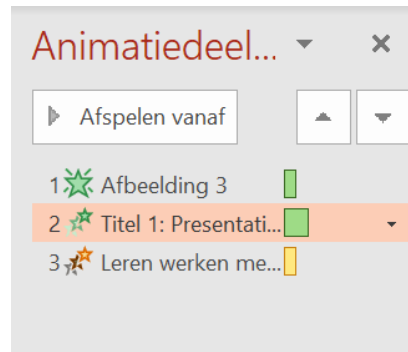 Animatiedeel...
Afspelen vanaf
1 Afbeelding 3
2 Titel 1: Presentati...
3 Leren werken me...